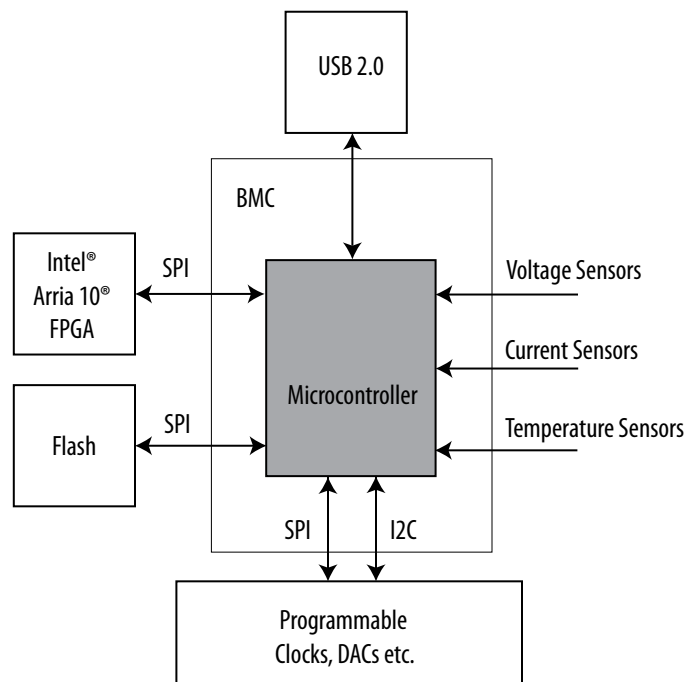 USB 2.0
BMC
Intel®
Arria 10®
FPGA
SPI
Voltage Sensors
Current Sensors
Microcontroller
Flash
SPI
Temperature Sensors
SPI
I2C
Programmable
Clocks, DACs etc.